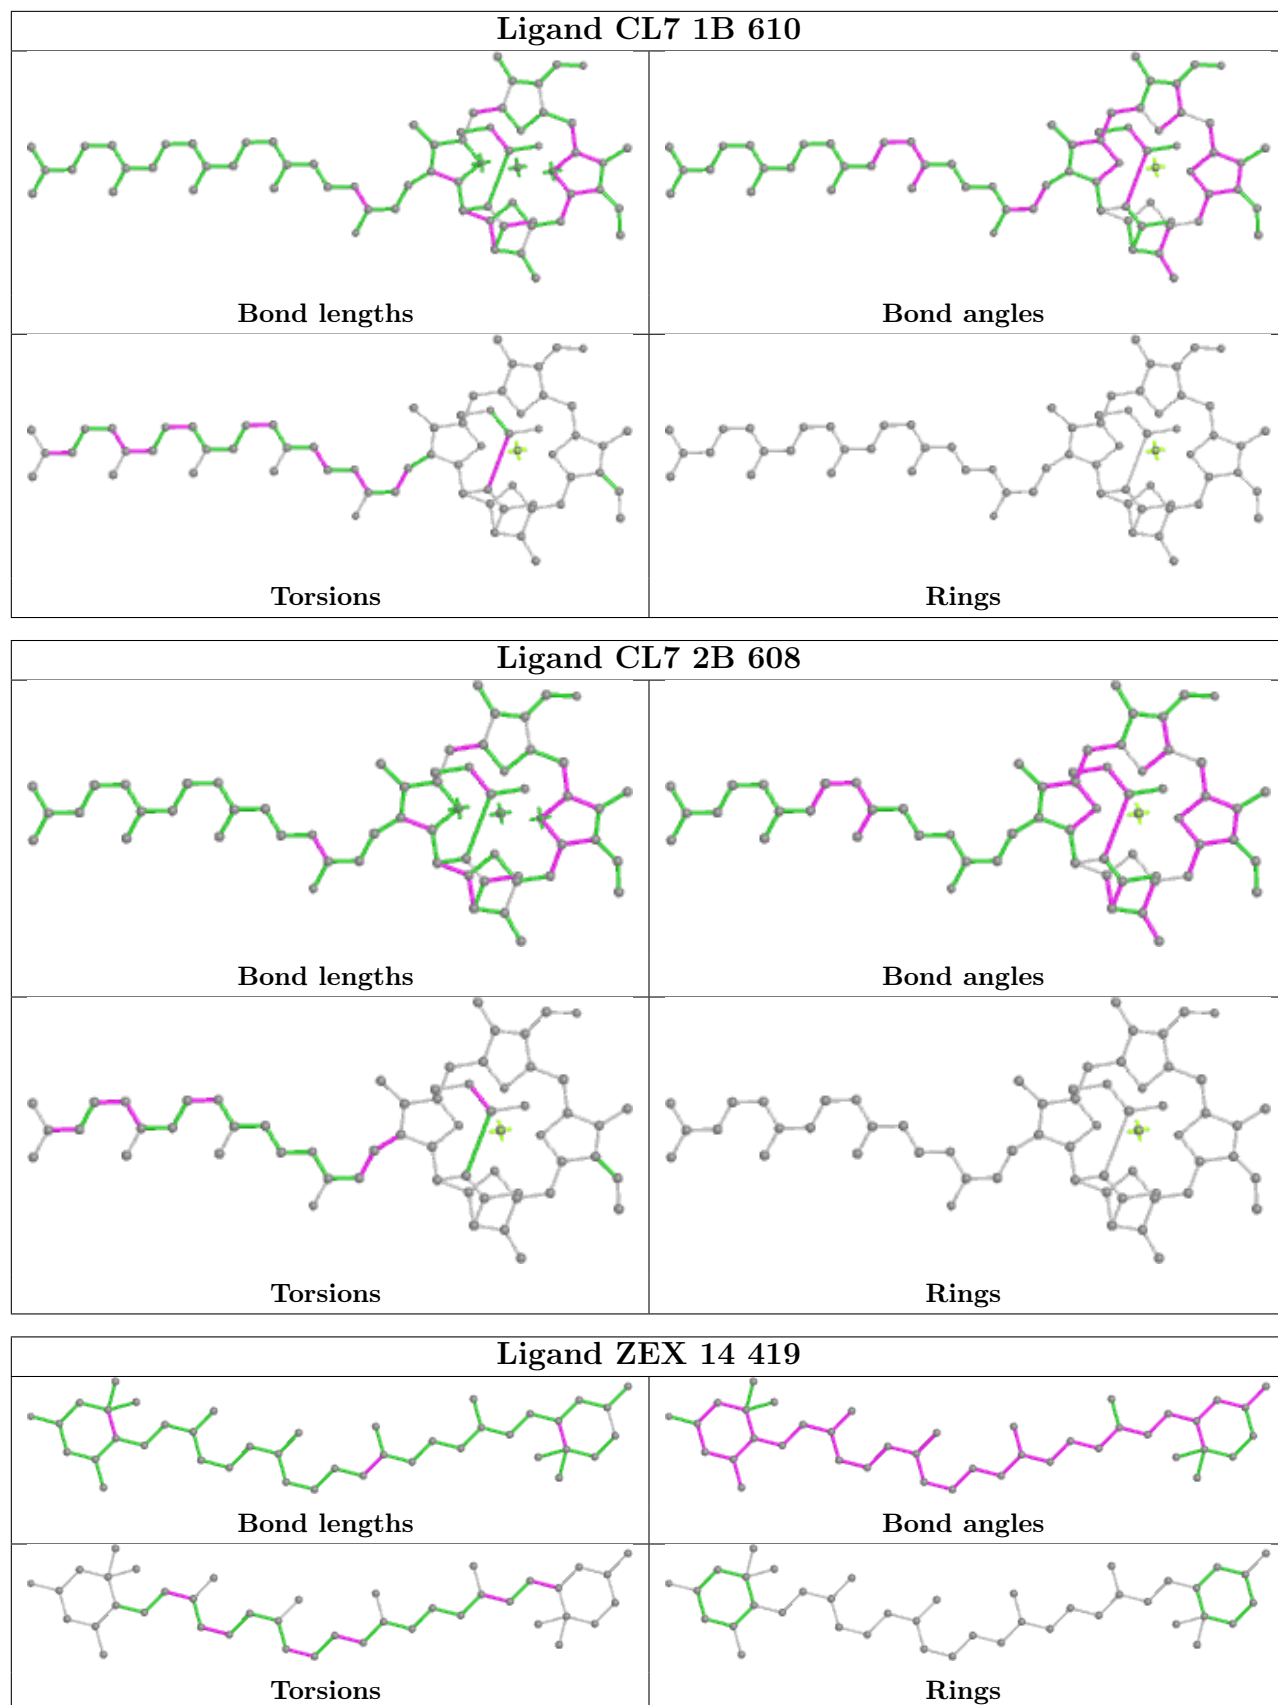 Ligand CL7 1B 610
Bond lengths
Bond angles
Torsions
Rings
Ligand CL7 2B 608
Bond lengths
Bond angles
Torsions
Rings
Ligand ZEX 14 419
Bond lengths
Bond angles
Torsions
Rings